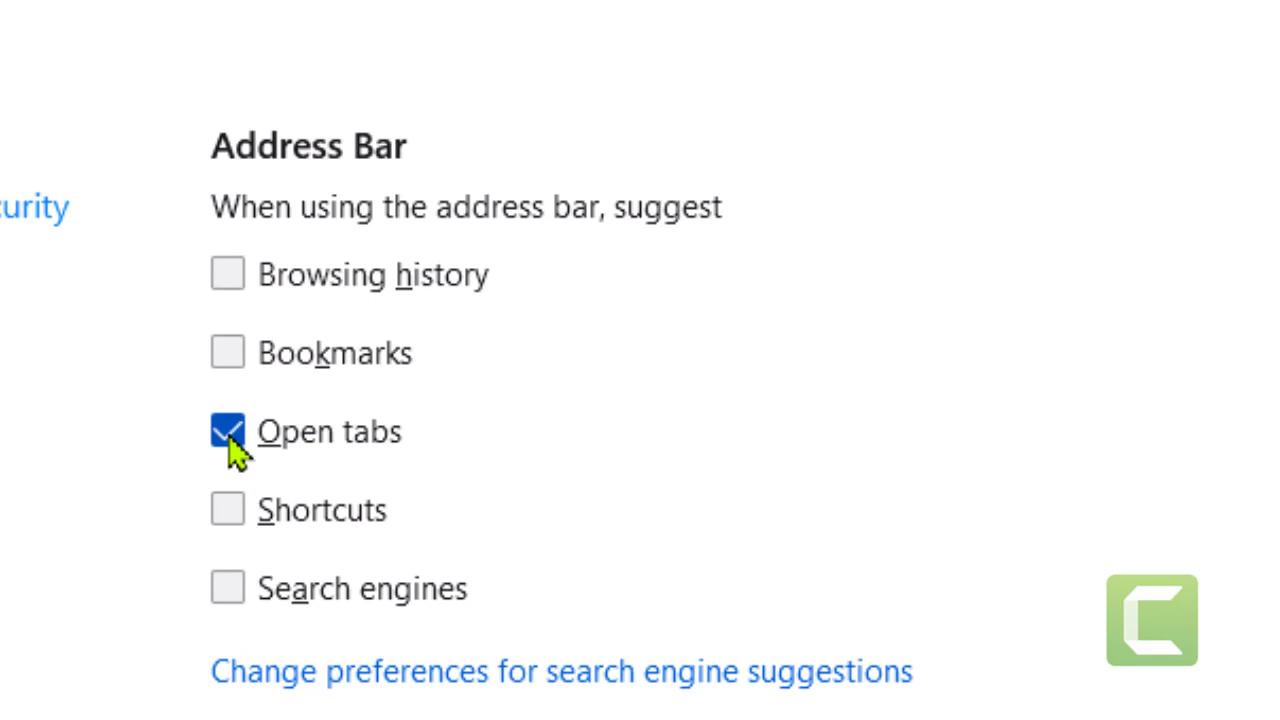 Address Bar
curity
When using the address bar, suggest
Browsing history
Bookmarks
Open tabs
Shortcuts
Search engines
Change preferences for search engine suggestions